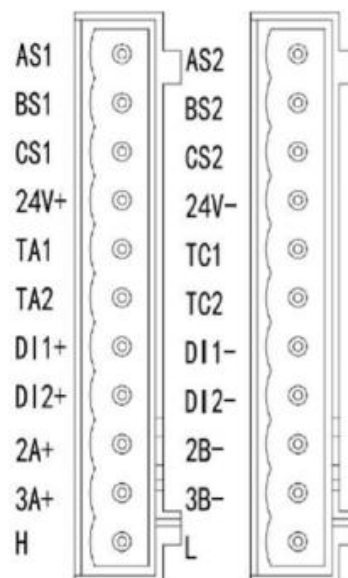 AS1 AS2
BS1 BS2
CS1 CS2
24V+ 24V-
TA1 TC1
TA2 TC2
DI1+ DI1-
DI2+ DI2-
2A+ 2B-
3A+ 3B-
H L